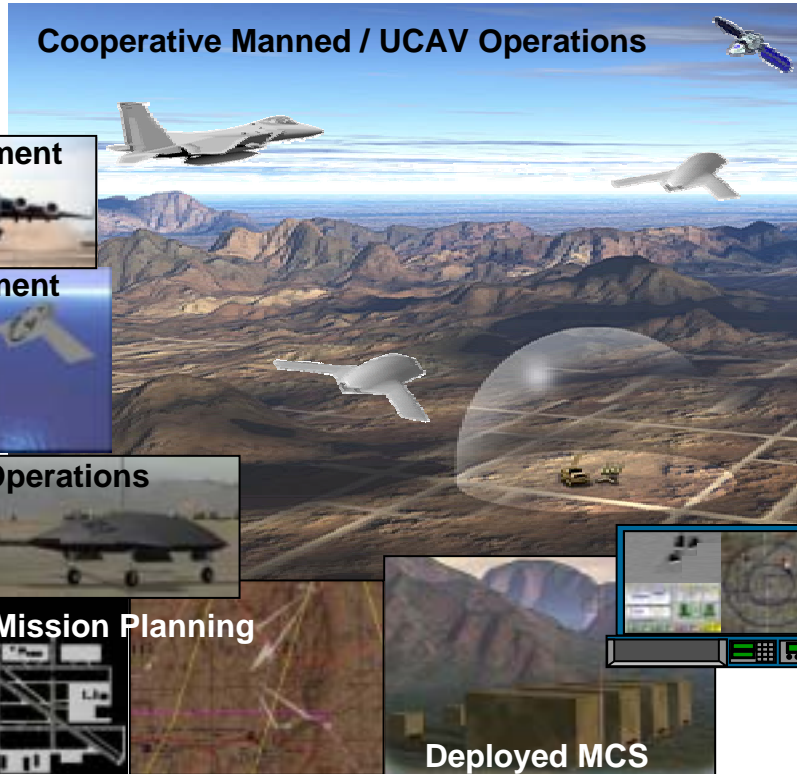 Cooperative Manned / UCAV Operations
ment
ment
Operations
Mission Planning
Deployed MCS